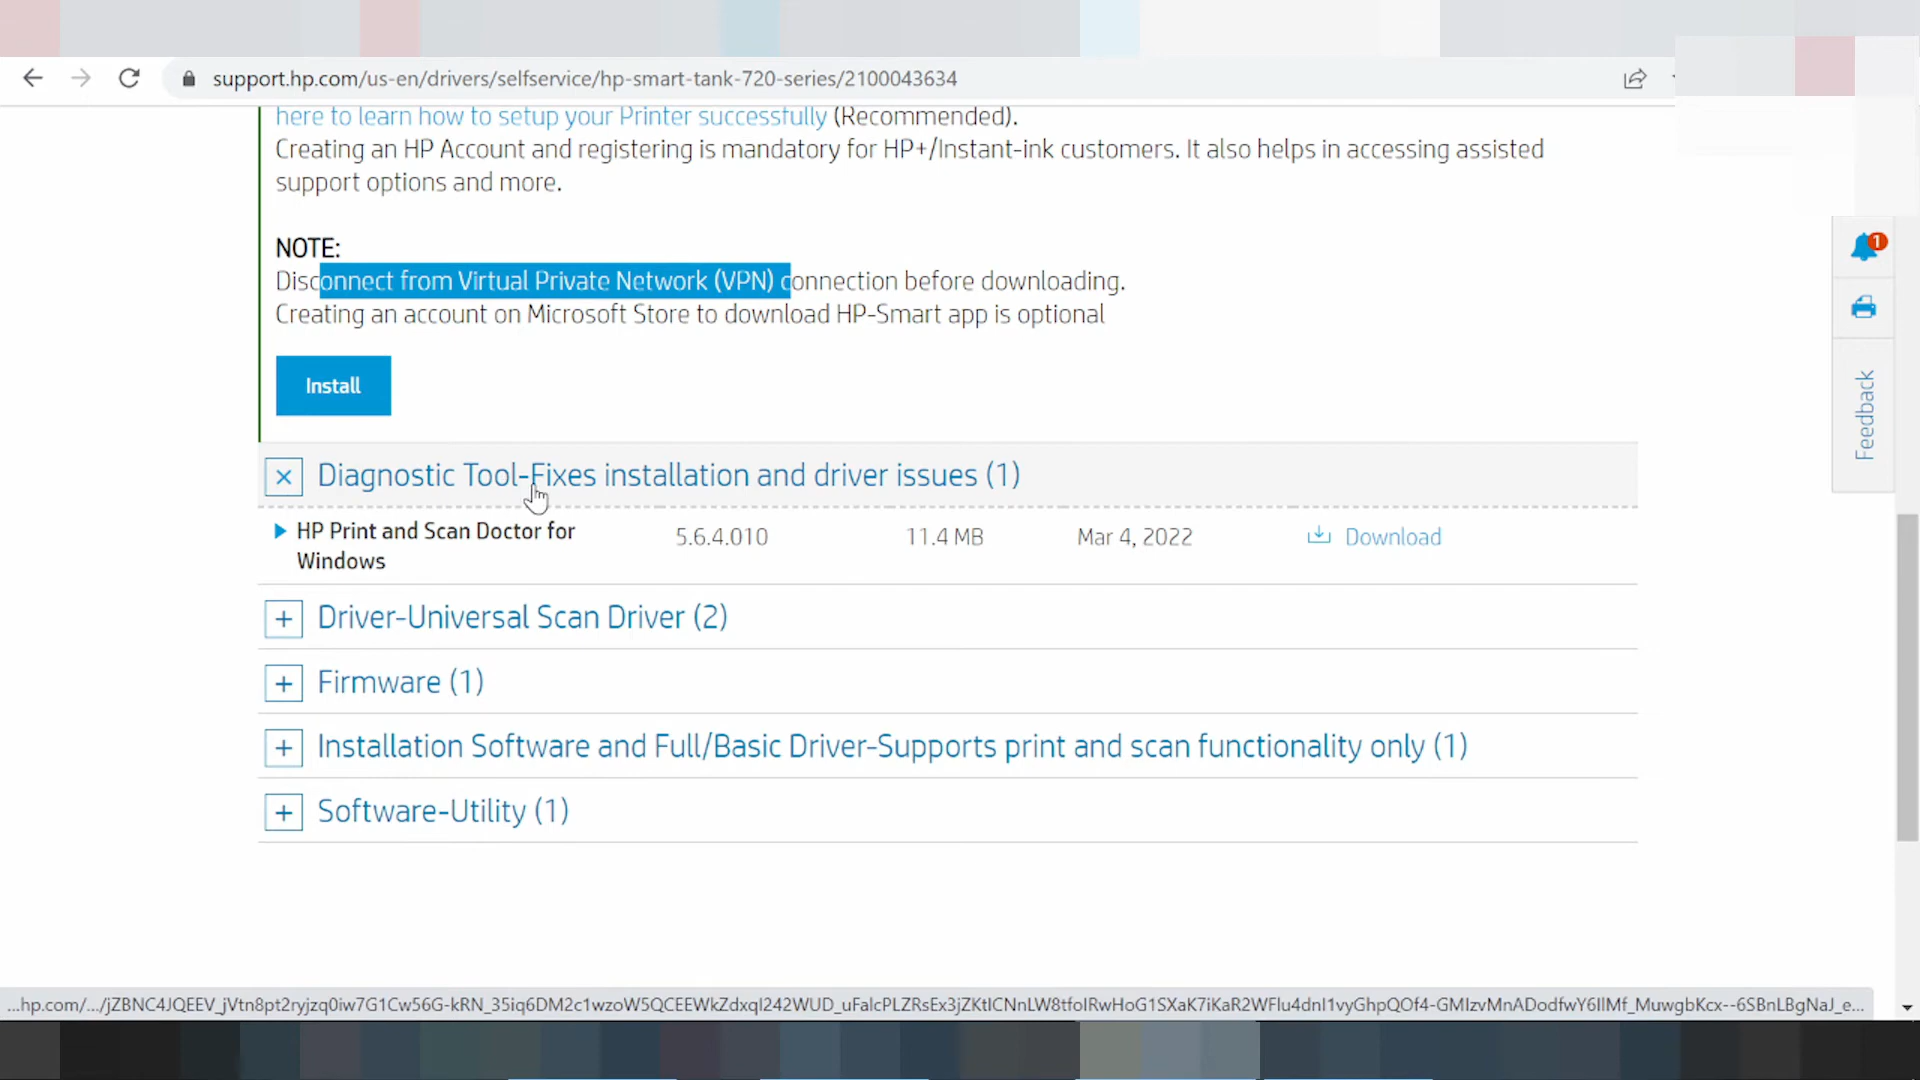 support.hp.com/us-en/drivers/selfservice/hp-smart-tank-720-series/2100043634
here to learn how to setup your Printer successfully (Recommended).
Creating an HP Account and registering is mandatory for HP+/Instant-ink customers. It also helps in accessing assisted
support options and more.
NOTE:
Disconnect from Virtual Private Network (VPN) connection before downloading.
Creating an account on Microsoft Store to download HP-Smart app is optional
Install
1
Feedback
Diagnostic Tool-Fixes installation and driver issues (1)
HP Print and Scan Doctor for
Windows
5.6.4.010
11.4 MB
Mar 4, 2022
Download
Driver-Universal Scan Driver (2)
Firmware (1)
Installation Software and Full/Basic Driver-Supports print and scan functionality only (1)
Software-Utility (1)